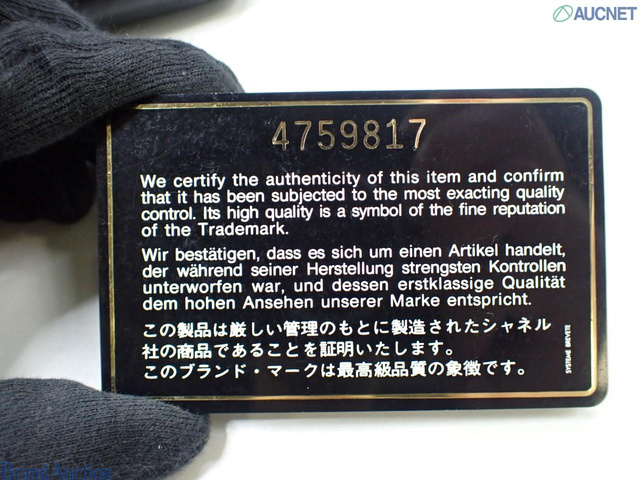 AUCNET
4759817
We certify the authenticity of this item and confirm
that it has been subjected to the most exacting quality
control. Its high quality is a symbol of the fine reputation
of the Trademark.
Wir bestätigen, dass es sich um einen Artikel handelt,
der während seiner Herstellung strengsten Kontrollen
unterworfen war, und dessen erstklassige Qualität
dem hohen Ansehen unserer Marke entspricht.
この製品は厳しい管理のもとに製造されたシャネル
社の商品であることを証明いたします。
このブランド・マークは最高級品質の象徴です。
SYSTEME BREVETE
Brand Auction